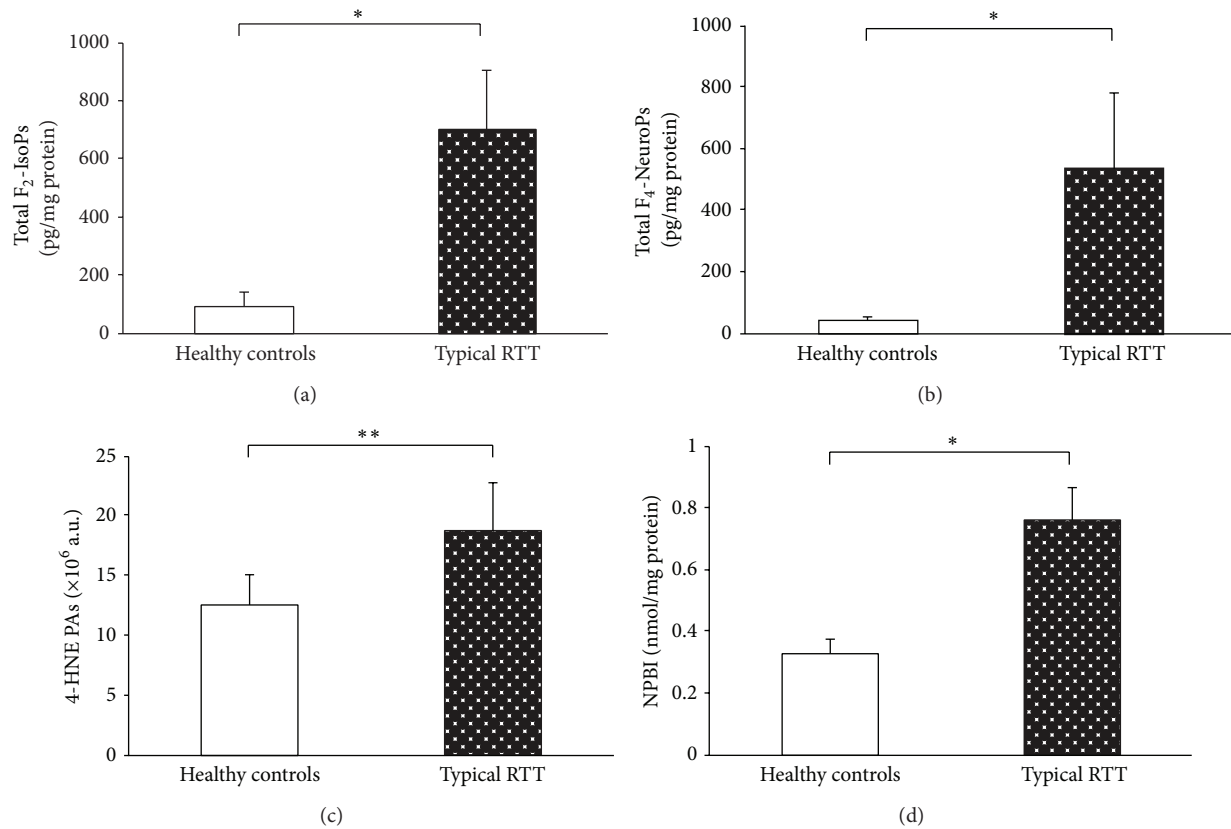 *
Total F2-IsoPs
(pg/mg protein)
1000
800
600
400
200
0
Healthy controls
Typical RTT
(a)
*
Total F4-NeuroPs
(pg/mg protein)
1000
800
600
400
200
0
Healthy controls
Typical RTT
(b)
**
4-HNE PAs (×10⁶ a.u.)
25
20
15
10
5
0
Healthy controls
Typical RTT
(c)
*
NPBI (nmol/mg protein)
1
0.8
0.6
0.4
0.2
0
Healthy controls
Typical RTT
(d)